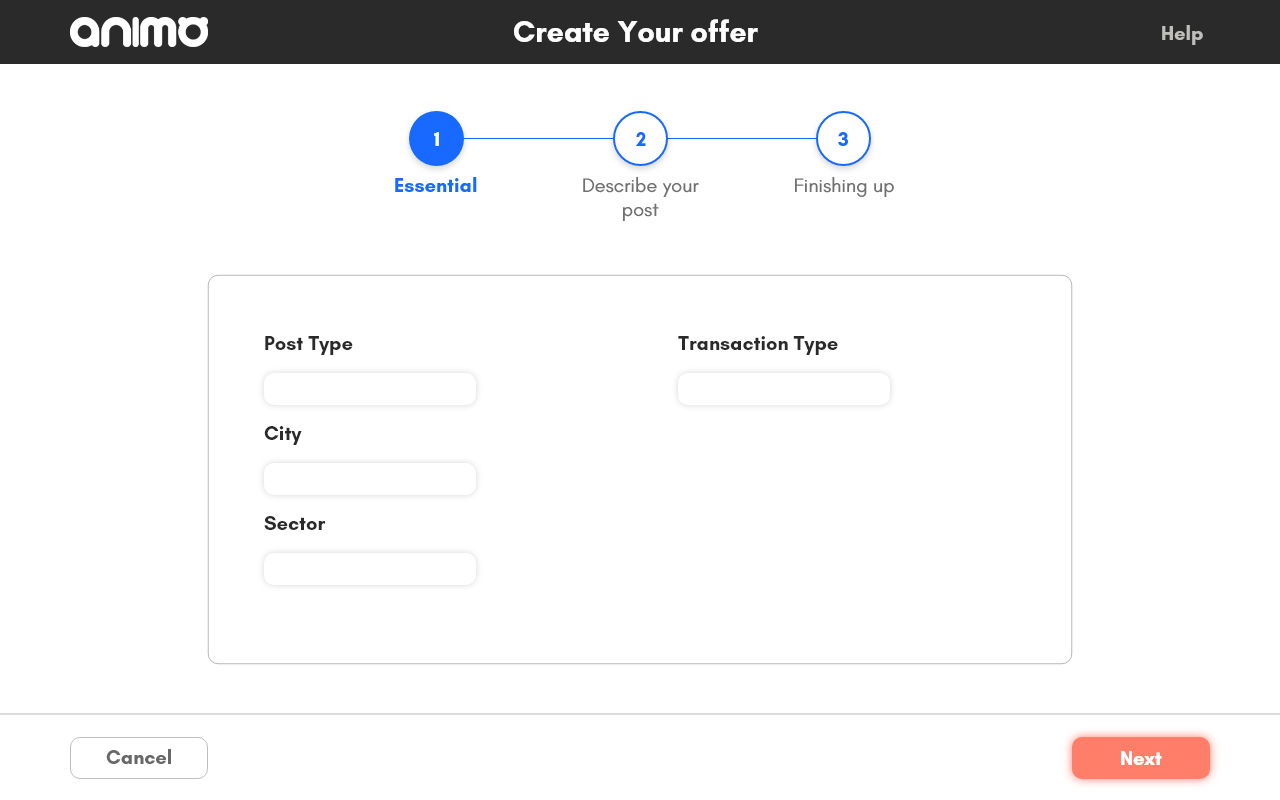 animo
Create Your offer
Help
1
2
3
Essential
Describe your
post
Finishing up
Post Type
Transaction Type
City
Sector
Cancel
Next